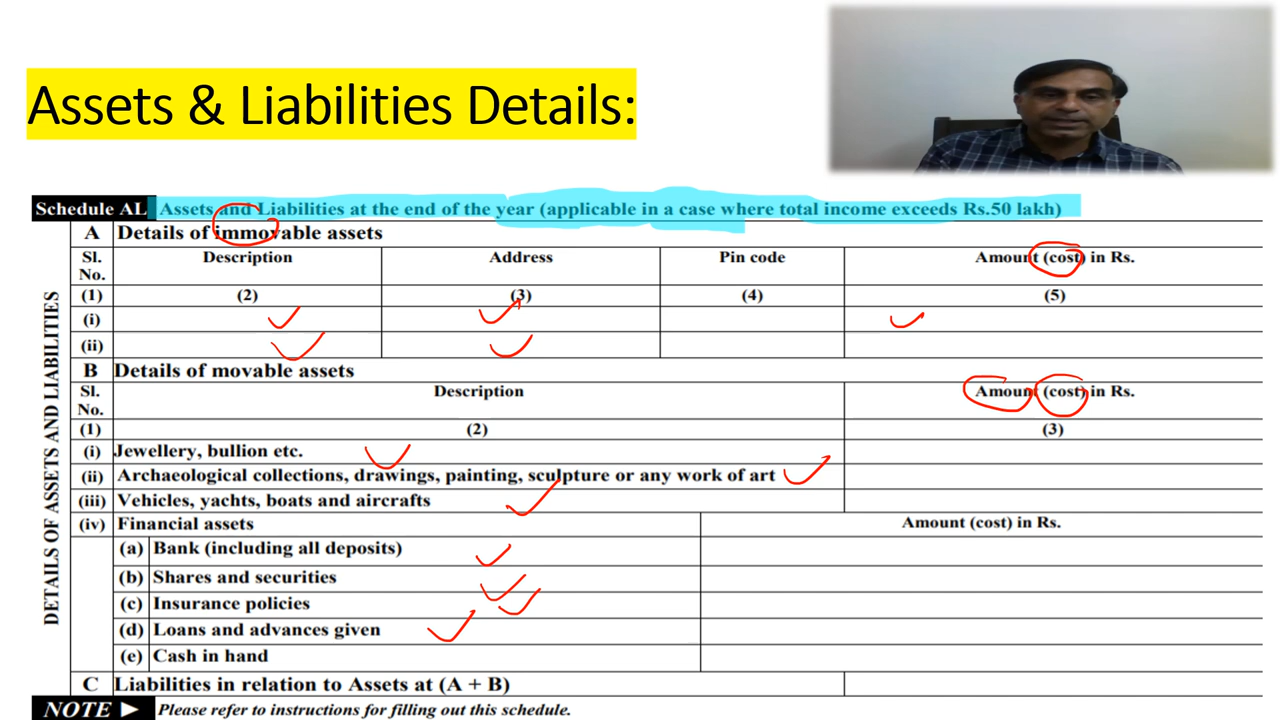 Assets & Liabilities Details:
Schedule AL Assets and Liabilities at the end of the year (applicable in a case where total income exceeds Rs.50 lakh)
DETAILS OF ASSETS AND LIABILITIES
A Details of immovable assets
Sl. No. Description Address Pin code Amount (cost) in Rs.
(1) (2) (3) (4) (5)
(i)
(ii)
B Details of movable assets
Sl. No. Description Amount (cost) in Rs.
(1) (2) (3)
(i) Jewellery, bullion etc.
(ii) Archaeological collections, drawings, painting, sculpture or any work of art
(iii) Vehicles, yachts, boats and aircrafts
(iv) Financial assets Amount (cost) in Rs.
(a) Bank (including all deposits)
(b) Shares and securities
(c) Insurance policies
(d) Loans and advances given
(e) Cash in hand
C Liabilities in relation to Assets at (A + B)
NOTE ► Please refer to instructions for filling out this schedule.